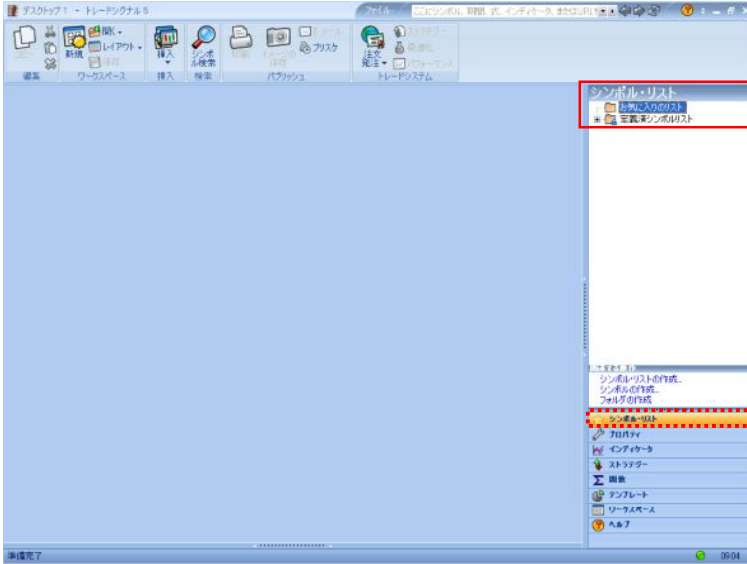 デスクトップ1 - トレードシグナル 5
ここにシンボル、期間、式、インディケータ、またはURL
開く
レイアウト
新規
保存
挿入
シンボル検索
プリスケ
注文発注
ストラテジー
最適化
パフォーマンス
編集
ワークスペース
挿入
検索
パブリッシュ
トレードシステム
シンボル・リスト
お気に入りのリスト
定義済シンボルリスト
シンボル・リストの作成...
シンボルの作成...
フォルダの作成
シンボル・リスト
プロパティ
インディケータ
ストラテジー
関数
テンプレート
ワークスペース
ヘルプ
準備完了
09:04